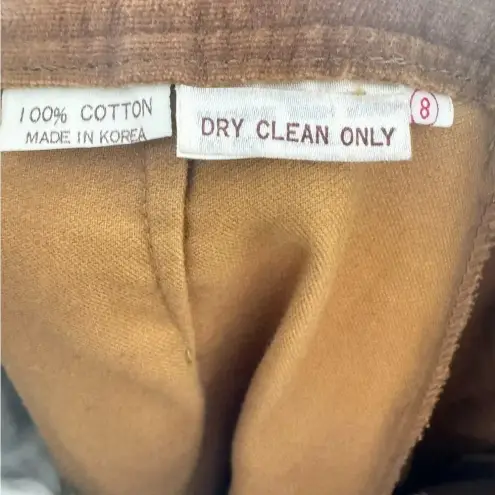 100% COTTON
MADE IN KOREA
DRY CLEAN ONLY
8